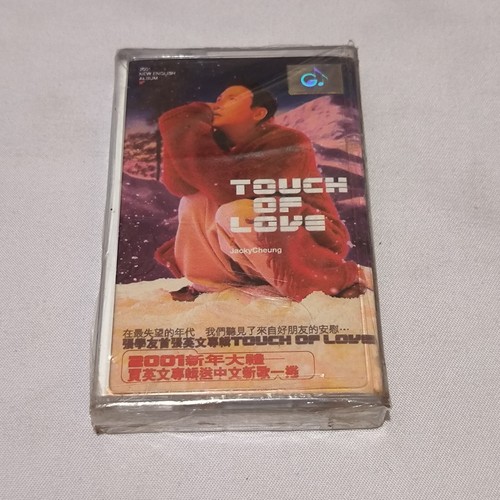 NEW ENGLISH
ALBUM
G.
TOUCH
OF
LOVE
JackyCheung
在最失望的年代 我們聽見了來自好朋友的安慰…
張學友首張英文專輯TOUCH OF LOVE
2001新年大禮
買英文專輯送中文新歌一捲